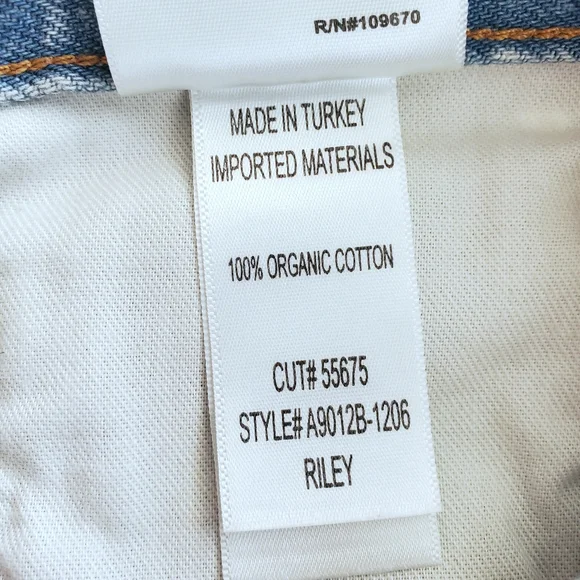 R/N#109670
MADE IN TURKEY
IMPORTED MATERIALS
100% ORGANIC COTTON
CUT# 55675
STYLE# A9012B-1206
RILEY